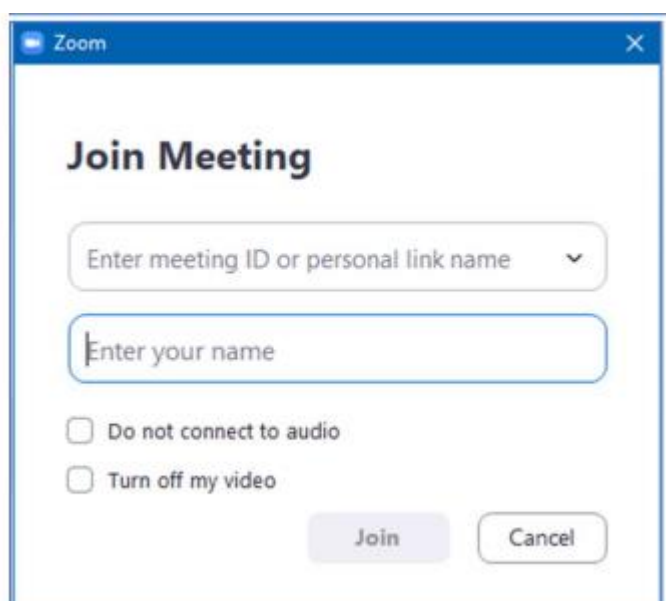 Zoom
Join Meeting
Enter meeting ID or personal link name
Enter your name
Do not connect to audio
Turn off my video
Join Cancel